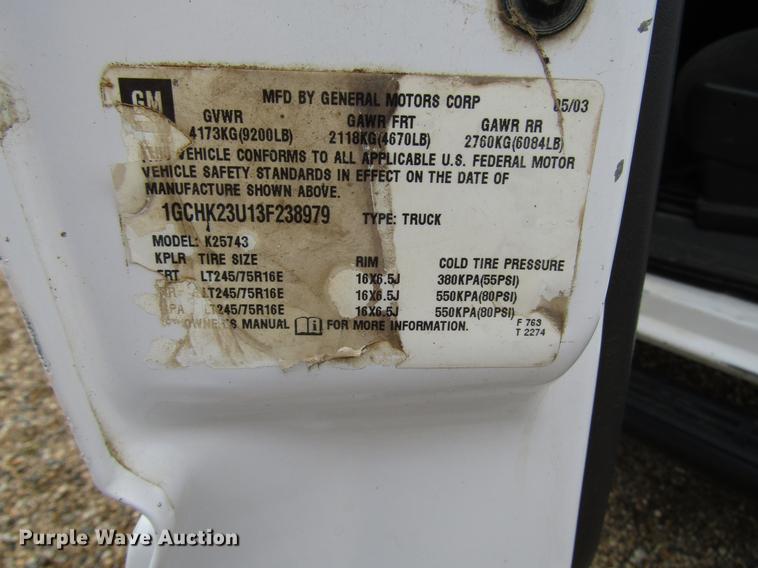 GM
MFD BY GENERAL MOTORS CORP 05/03
GVWR GAWR FRT GAWR RR
4173KG(9200LB) 2118KG(4670LB) 2760KG(6084LB)
VEHICLE CONFORMS TO ALL APPLICABLE U.S. FEDERAL MOTOR
VEHICLE SAFETY STANDARDS IN EFFECT ON THE DATE OF
MANUFACTURE SHOWN ABOVE.
1GCHK23U13F238979 TYPE: TRUCK
MODEL: K25743
KPLR TIRE SIZE RIM COLD TIRE PRESSURE
FRT LT245/75R16E 16X6.5J 380KPA(55PSI)
LT245/75R16E 16X6.5J 550KPA(80PSI)
LT245/75R16E 16X6.5J 550KPA(80PSI)
OWNER'S MANUAL FOR MORE INFORMATION.
F 763
T 2274
Purple Wave Auction